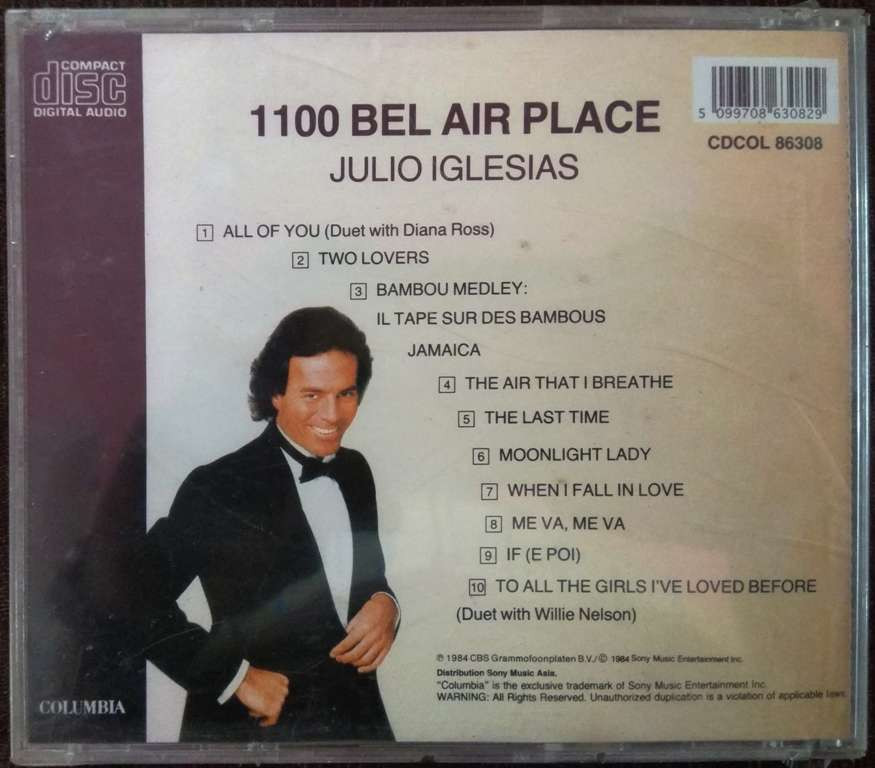 COMPACT
disc
DIGITAL AUDIO
5 099708 630829
CDCOL 86308
1100 BEL AIR PLACE
JULIO IGLESIAS
1 ALL OF YOU (Duet with Diana Ross)
2 TWO LOVERS
3 BAMBOU MEDLEY:
IL TAPE SUR DES BAMBOUS
JAMAICA
4 THE AIR THAT I BREATHE
5 THE LAST TIME
6 MOONLIGHT LADY
7 WHEN I FALL IN LOVE
8 ME VA, ME VA
9 IF (E POI)
10 TO ALL THE GIRLS I'VE LOVED BEFORE
(Duet with Willie Nelson)
℗ 1984 CBS Grammofoonplaten B.V./© 1984 Sony Music Entertainment Inc.
Distribution Sony Music Asia.
"Columbia" is the exclusive trademark of Sony Music Entertainment Inc.
WARNING: All Rights Reserved. Unauthorized duplication is a violation of applicable laws
COLUMBIA